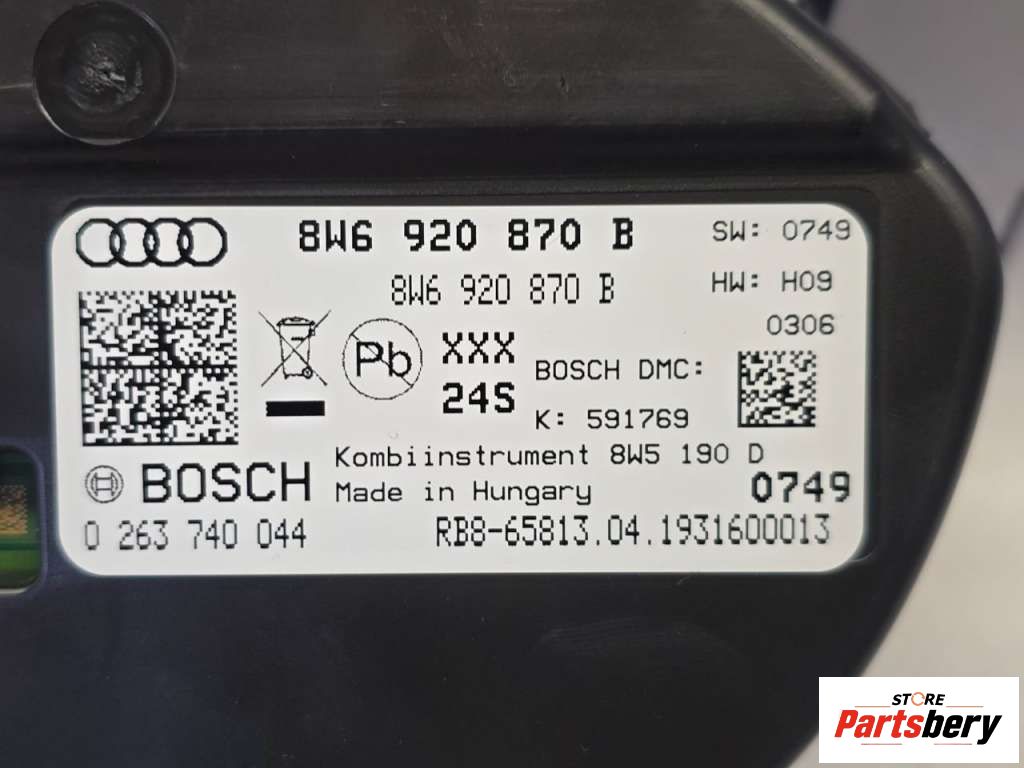 8W6 920 870 B
SW: 0749
8W6 920 870 B
HW: H09
0306
Pb
XXX
24S
BOSCH DMC:
K: 591769
Kombiinstrument 8W5 190 D
BOSCH
Made in Hungary
0749
0 263 740 044
RB8-65813.04.1931600013
STORE
Partsbery